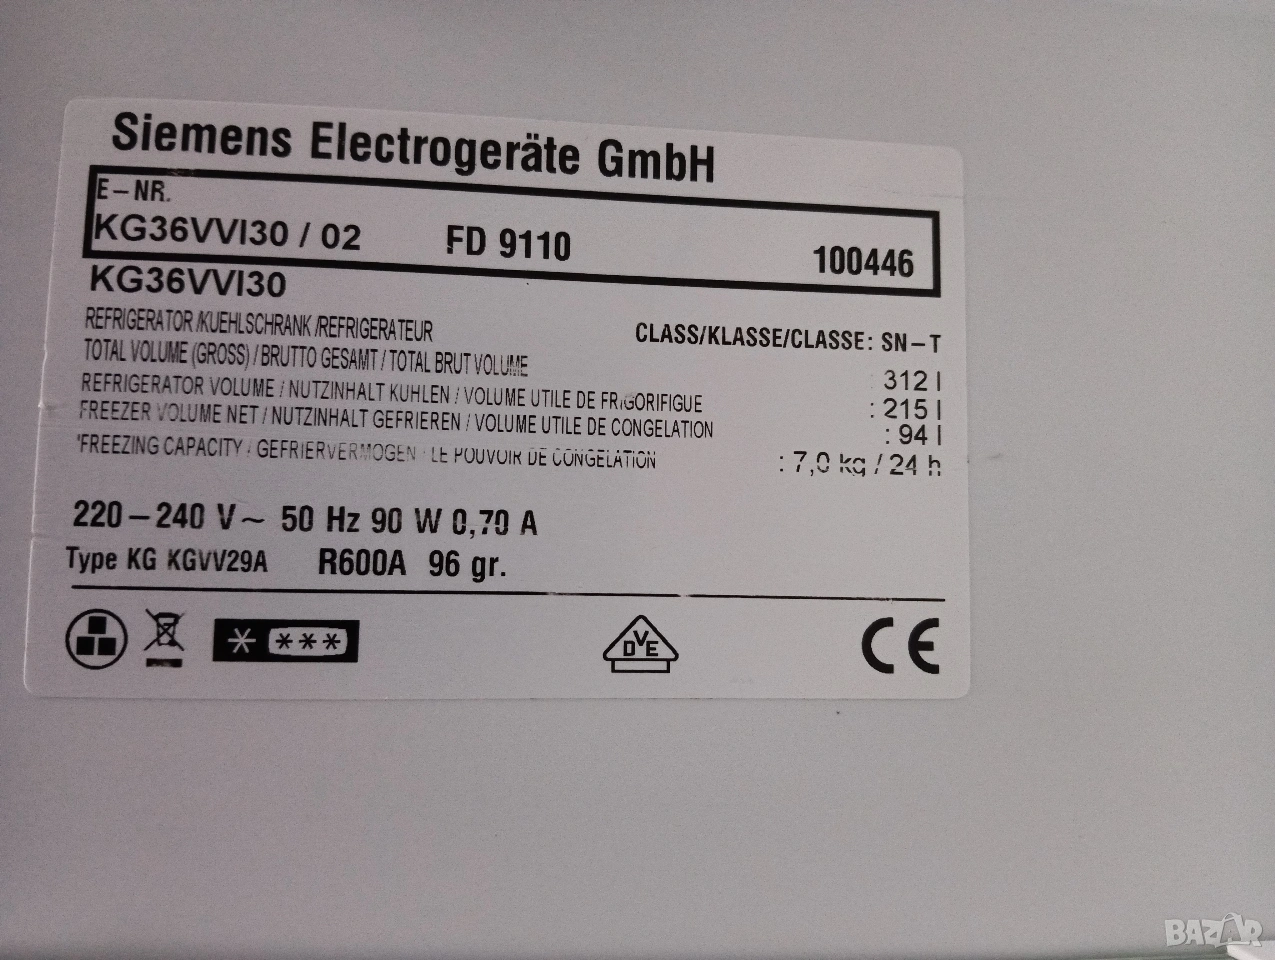 Siemens Electrogeräte GmbH
E-NR.
KG36VVI30 / 02 FD 9110 100446
KG36VVI30
REFRIGERATOR/KUEHLSCHRANK/REFRIGERATEUR CLASS/KLASSE/CLASSE: SN-T
TOTAL VOLUME (GROSS) / BRUTTO GESAMT / TOTAL BRUT VOLUME 312 l
REFRIGERATOR VOLUME / NUTZINHALT KUHLEN / VOLUME UTILE DE FRIGORIFIGUE : 215 l
FREEZER VOLUME NET / NUTZINHALT GEFRIEREN / VOLUME UTILE DE CONGELATION : 94 l
'FREEZING CAPACITY / GEFRIERVERMOGEN LE POUVOIR DE CONGELATION : 7,0 kg / 24 h
220-240 V~ 50 Hz 90 W 0,70 A
Type KG KGVV29A R600A 96 gr.
DVE
CE
BAZAR